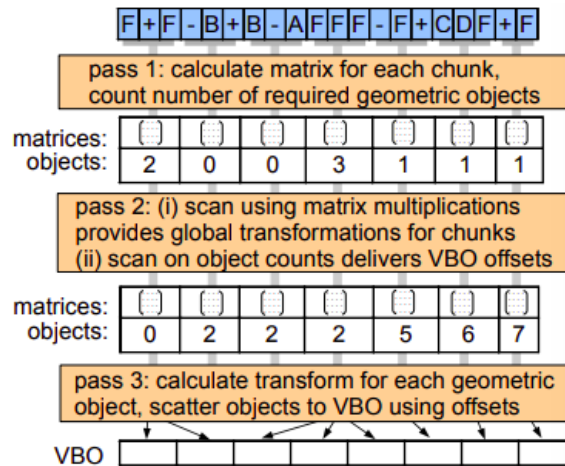 F+F-B+B-AFFF-F+CDF+F
pass 1: calculate matrix for each chunk,
count number of required geometric objects
matrices:
objects: 2 0 0 3 1 1 1
pass 2: (i) scan using matrix multiplications
provides global transformations for chunks
(ii) scan on object counts delivers VBO offsets
matrices:
objects: 0 2 2 2 5 6 7
pass 3: calculate transform for each geometric
object, scatter objects to VBO using offsets
VBO